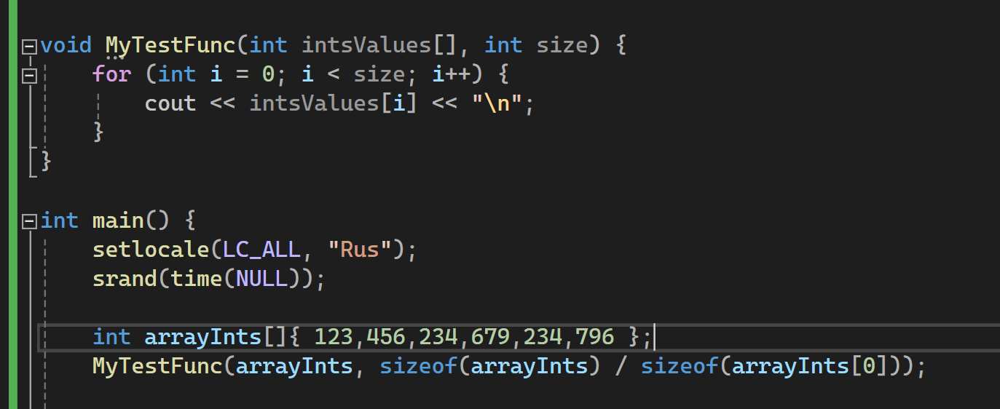 void MyTestFunc(int intsValues[], int size) {
    for (int i = 0; i < size; i++) {
        cout << intsValues[i] << "\n";
    }
}
int main() {
    setlocale(LC_ALL, "Rus");
    srand(time(NULL));
    int arrayInts[]{ 123,456,234,679,234,796 };
    MyTestFunc(arrayInts, sizeof(arrayInts) / sizeof(arrayInts[0]));